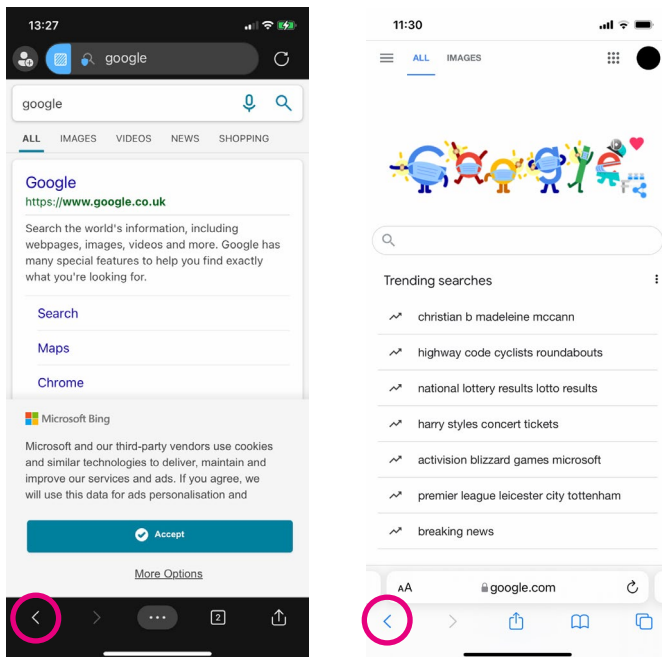 13:27
google
google
ALL IMAGES VIDEOS NEWS SHOPPING
Google
https://www.google.co.uk
Search the world's information, including
webpages, images, videos and more. Google has
many special features to help you find exactly
what you're looking for.
Search
Maps
Chrome
Microsoft Bing
Microsoft and our third-party vendors use cookies
and similar technologies to deliver, maintain and
improve our services and ads. If you agree, we
will use this data for ads personalisation and
Accept
More Options
2
11:30
ALL IMAGES
Google
Trending searches
christian b madeleine mccann
highway code cyclists roundabouts
national lottery results lotto results
harry styles concert tickets
activision blizzard games microsoft
premier league leicester city tottenham
breaking news
AA google.com